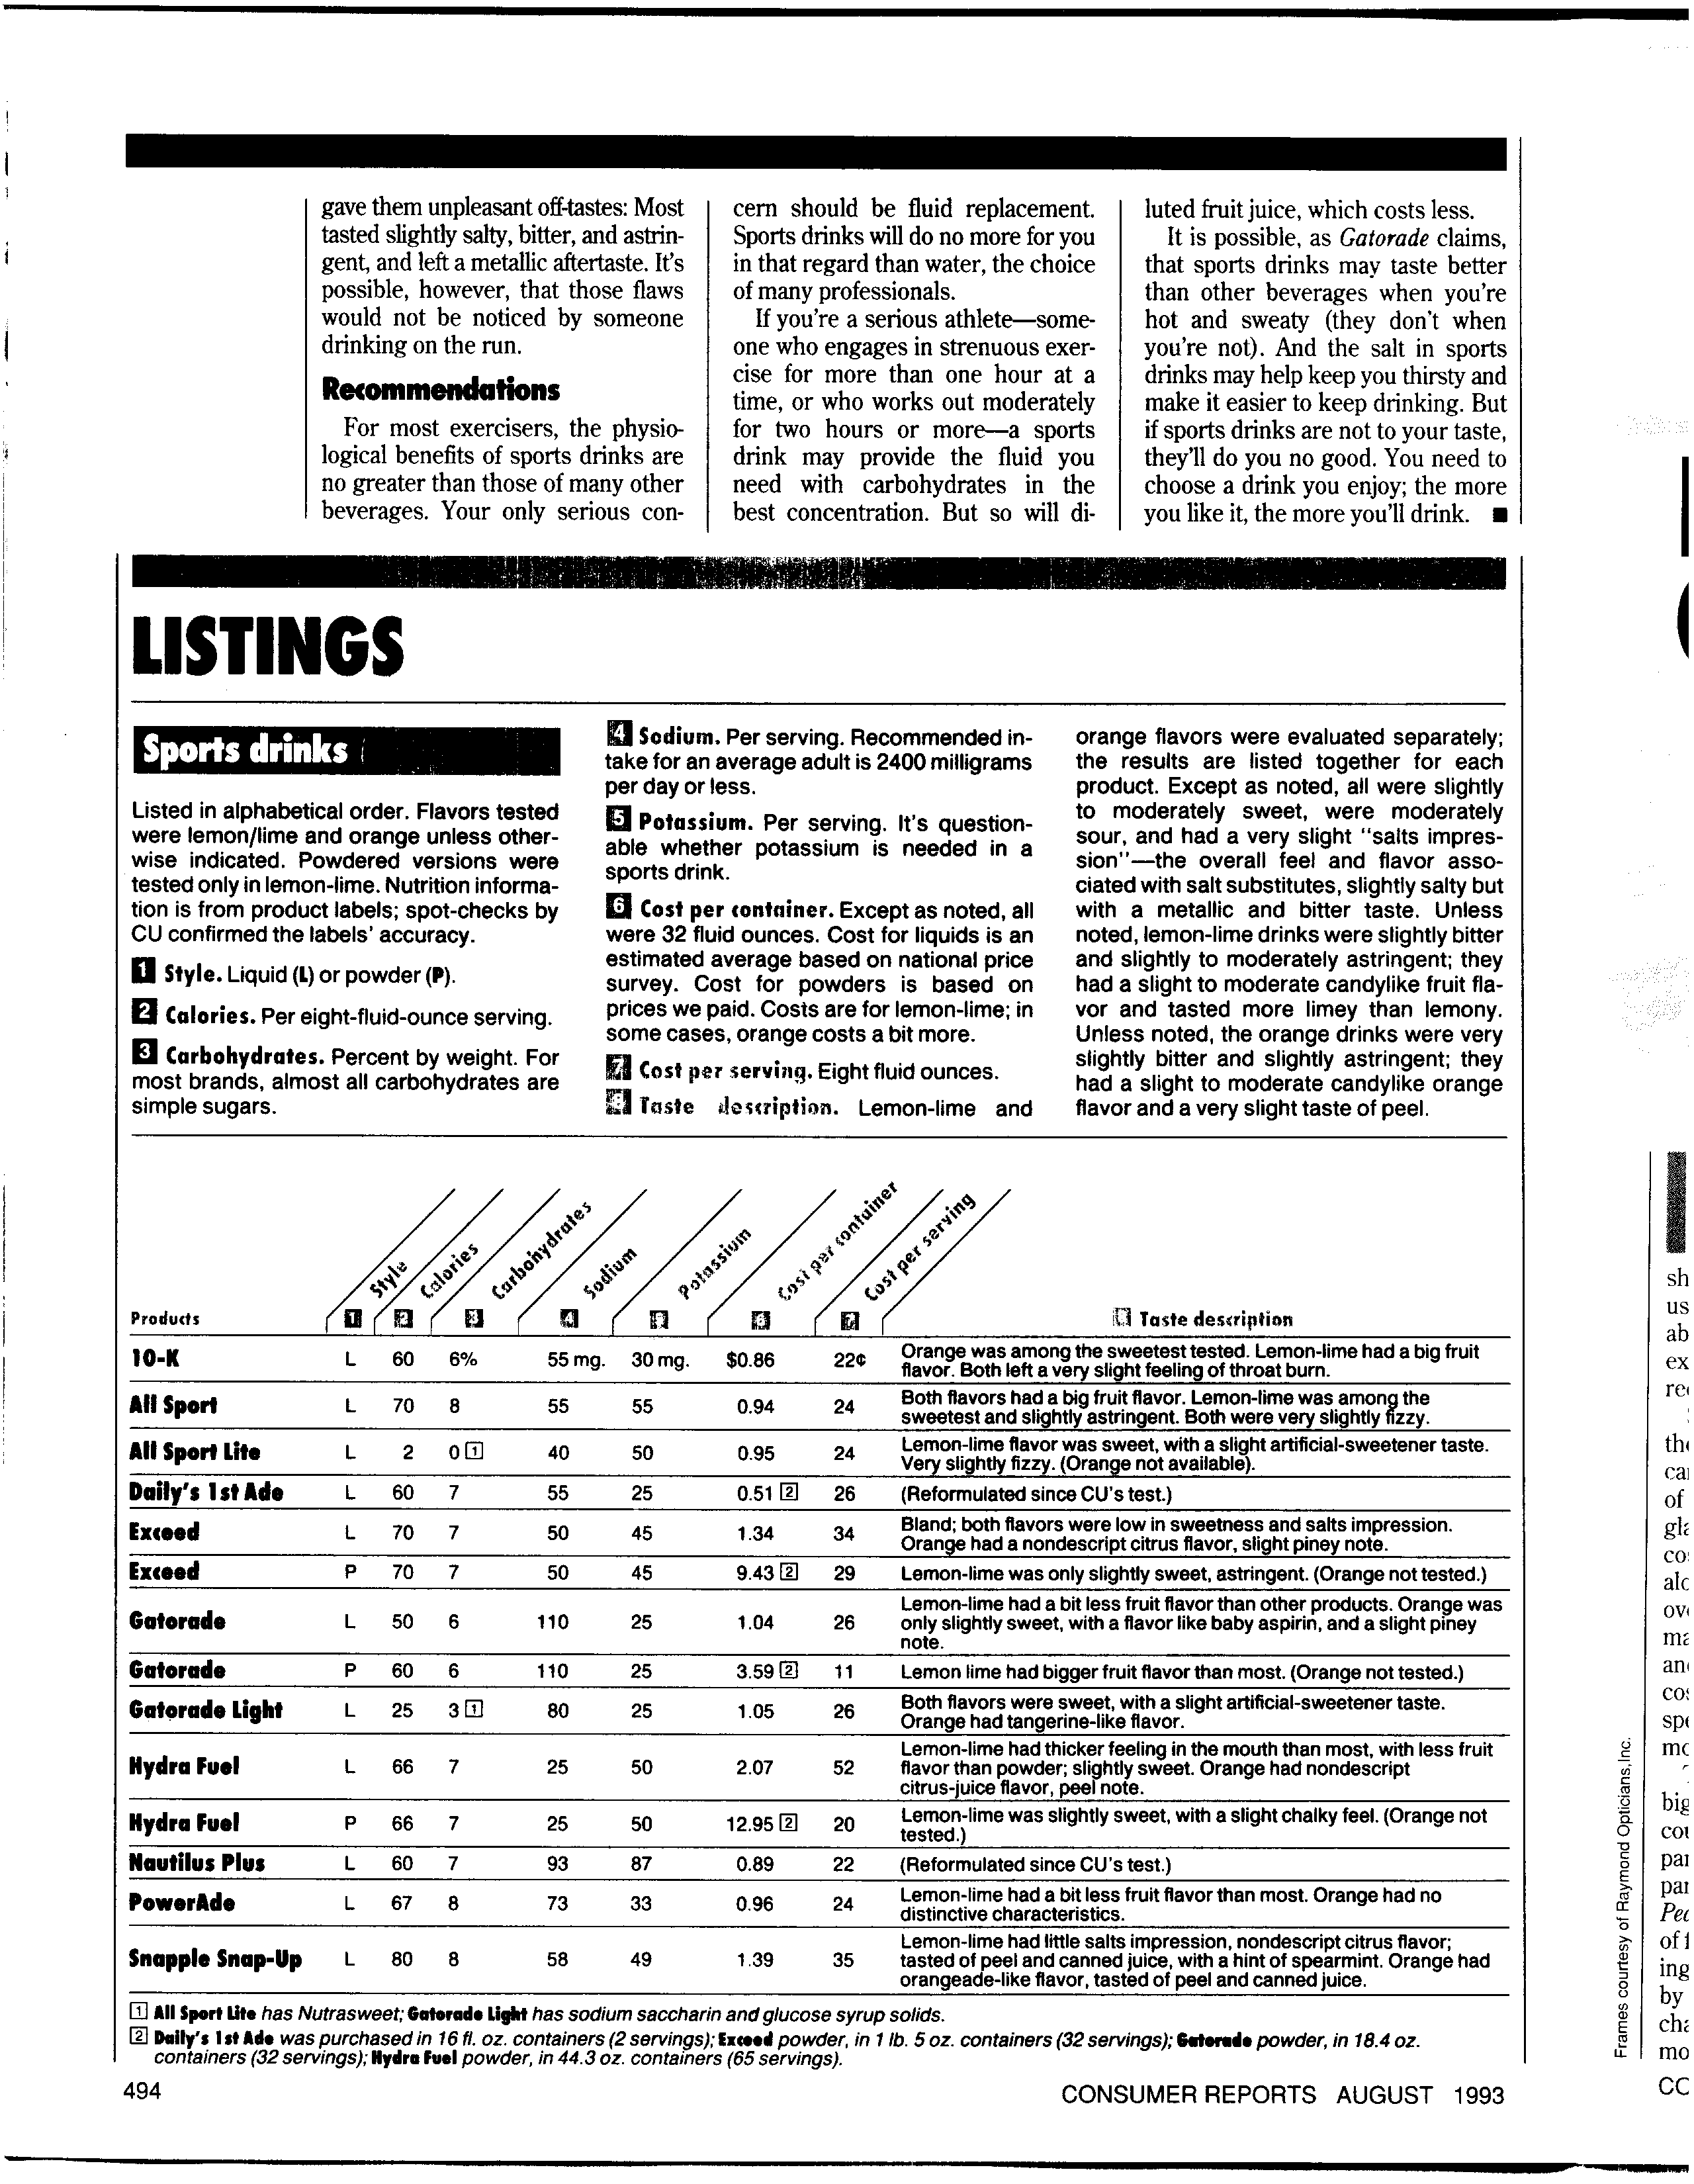 gave them unpleasant off-tastes: Most
tasted slightly salty, bitter, and astrin-
gent, and left a metallic aftertaste. It's
possible, however, that those flaws
would not be noticed by someone
drinking on the run.
Recommendations
For most exercisers, the physio-
logical benefits of sports drinks are
no greater than those of many other
beverages. Your only serious con-
cern should be fluid replacement.
Sports drinks will do no more for you
in that regard than water, the choice
of many professionals.
If you're a serious athlete—some-
one who engages in strenuous exer-
cise for more than one hour at a
time, or who works out moderately
for two hours or more—a sports
drink may provide the fluid you
need with carbohydrates in the
best concentration. But so will di-
luted fruit juice, which costs less.
It is possible, as Gatorade claims,
that sports drinks may taste better
than other beverages when you're
hot and sweaty (they don't when
you're not). And the salt in sports
drinks may help keep you thirsty and
make it easier to keep drinking. But
if sports drinks are not to your taste,
they'll do you no good. You need to
choose a drink you enjoy; the more
you like it, the more you'll drink. ■
LISTINGS
Sports drinks
Listed in alphabetical order. Flavors tested
were lemon/lime and orange unless other-
wise indicated. Powdered versions were
tested only in lemon-lime. Nutrition informa-
tion is from product labels; spot-checks by
CU confirmed the labels' accuracy.
1 Style. Liquid (L) or powder (P).
2 Calories. Per eight-fluid-ounce serving.
3 Carbohydrates. Percent by weight. For
most brands, almost all carbohydrates are
simple sugars.
4 Sodium. Per serving. Recommended in-
take for an average adult is 2400 milligrams
per day or less.
5 Potassium. Per serving. It's question-
able whether potassium is needed in a
sports drink.
6 Cost per container. Except as noted, all
were 32 fluid ounces. Cost for liquids is an
estimated average based on national price
survey. Cost for powders is based on
prices we paid. Costs are for lemon-lime; in
some cases, orange costs a bit more.
7 Cost per serving. Eight fluid ounces.
8 Taste description. Lemon-lime and
orange flavors were evaluated separately;
the results are listed together for each
product. Except as noted, all were slightly
to moderately sweet, were moderately
sour, and had a very slight "salts impres-
sion"—the overall feel and flavor asso-
ciated with salt substitutes, slightly salty but
with a metallic and bitter taste. Unless
noted, lemon-lime drinks were slightly bitter
and slightly to moderately astringent; they
had a slight to moderate candylike fruit fla-
vor and tasted more limey than lemony.
Unless noted, the orange drinks were very
slightly bitter and slightly astringent; they
had a slight to moderate candylike orange
flavor and a very slight taste of peel.
Style Calories Carbohydrates Sodium Potassium Cost per container Cost per serving
Products 1 2 3 4 5 6 7 8 Taste description
10-K L 60 6% 55 mg. 30 mg. $0.86 22¢ Orange was among the sweetest tested. Lemon-lime had a big fruit
flavor. Both left a very slight feeling of throat burn.
All Sport L 70 8 55 55 0.94 24 Both flavors had a big fruit flavor. Lemon-lime was among the
sweetest and slightly astringent. Both were very slightly fizzy.
All Sport Lite L 2 0 1 40 50 0.95 24 Lemon-lime flavor was sweet, with a slight artificial-sweetener taste.
Very slightly fizzy. (Orange not available).
Daily's 1st Ade L 60 7 55 25 0.51 2 26 (Reformulated since CU's test.)
Exceed L 70 7 50 45 1.34 34 Bland; both flavors were low in sweetness and salts impression.
Orange had a nondescript citrus flavor, slight piney note.
Exceed P 70 7 50 45 9.43 2 29 Lemon-lime was only slightly sweet, astringent. (Orange not tested.)
Gatorade L 50 6 110 25 1.04 26 Lemon-lime had a bit less fruit flavor than other products. Orange was
only slightly sweet, with a flavor like baby aspirin, and a slight piney
note.
Gatorade P 60 6 110 25 3.59 2 11 Lemon lime had bigger fruit flavor than most. (Orange not tested.)
Gatorade Light L 25 3 1 80 25 1.05 26 Both flavors were sweet, with a slight artificial-sweetener taste.
Orange had tangerine-like flavor.
Hydra Fuel L 66 7 25 50 2.07 52 Lemon-lime had thicker feeling in the mouth than most, with less fruit
flavor than powder; slightly sweet. Orange had nondescript
citrus-juice flavor, peel note.
Hydra Fuel P 66 7 25 50 12.95 2 20 Lemon-lime was slightly sweet, with a slight chalky feel. (Orange not
tested.)
Nautilus Plus L 60 7 93 87 0.89 22 (Reformulated since CU's test.)
PowerAde L 67 8 73 33 0.96 24 Lemon-lime had a bit less fruit flavor than most. Orange had no
distinctive characteristics.
Snapple Snap-Up L 80 8 58 49 1.39 35 Lemon-lime had little salts impression, nondescript citrus flavor;
tasted of peel and canned juice, with a hint of spearmint. Orange had
orangeade-like flavor, tasted of peel and canned juice.
1 All Sport Lite has Nutrasweet; Gatorade Light has sodium saccharin and glucose syrup solids.
2 Daily's 1st Ade was purchased in 16 fl. oz. containers (2 servings); Exceed powder, in 1 lb. 5 oz. containers (32 servings); Gatorade powder, in 18.4 oz.
containers (32 servings); Hydra Fuel powder, in 44.3 oz. containers (65 servings).
494
CONSUMER REPORTS AUGUST 1993
Frames courtesy of Raymond Opticians, Inc.